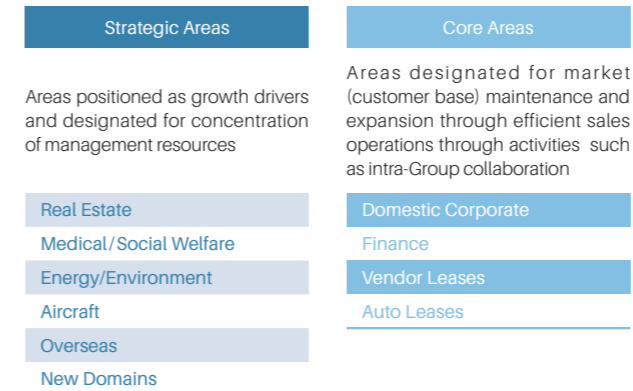 Strategic Areas
Areas positioned as growth drivers
and designated for concentration
of management resources
Real Estate
Medical/Social Welfare
Energy/Environment
Aircraft
Overseas
New Domains
Core Areas
Areas designated for market
(customer base) maintenance and
expansion through efficient sales
operations through activities such
as intra-Group collaboration
Domestic Corporate
Finance
Vendor Leases
Auto Leases